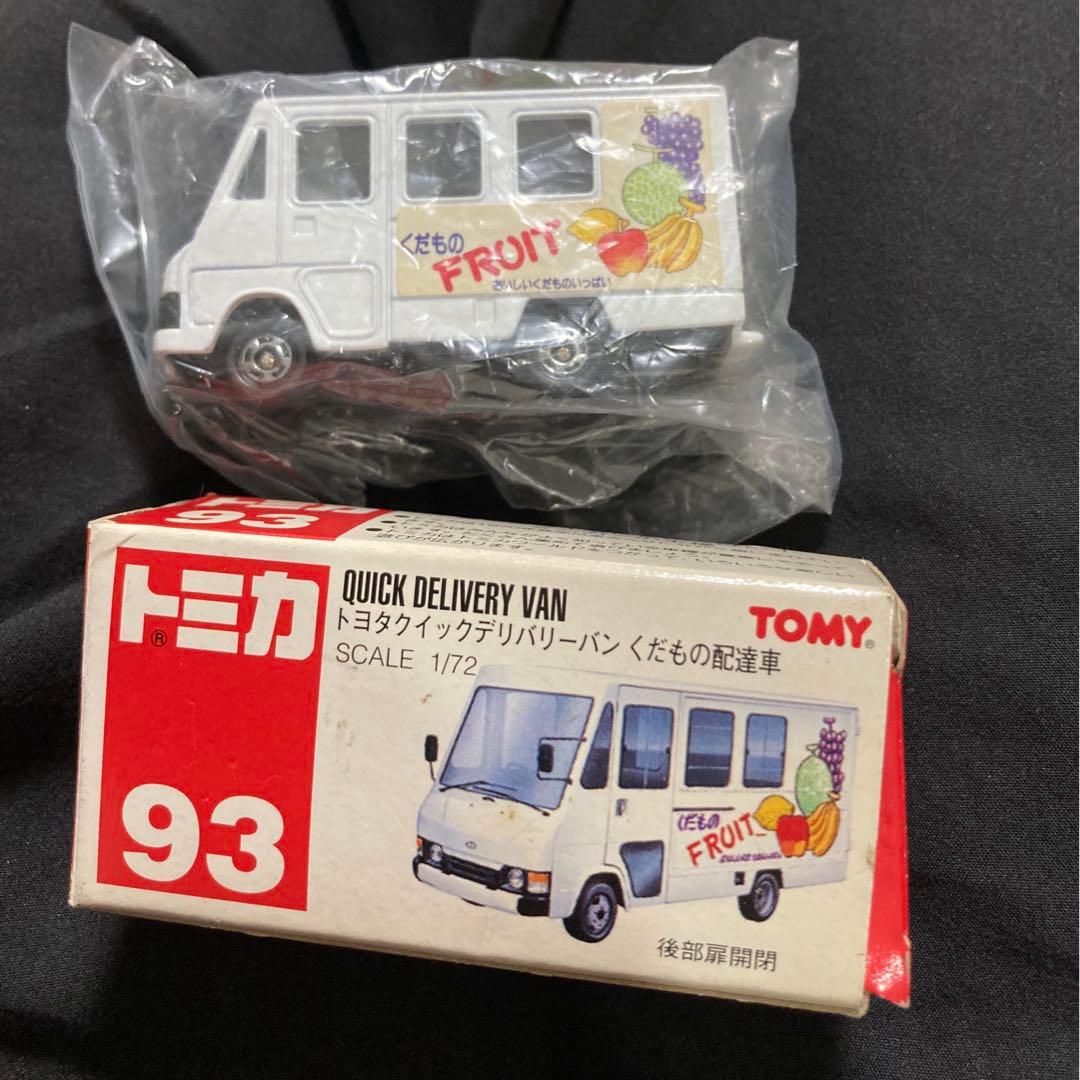 くだもの
FRUIT
おいしいくだものいっぱい
トミカ
93
トミカ®
QUICK DELIVERY VAN
トヨタクイックデリバリーバン くだもの配達車
SCALE 1/72
TOMY®
93
くだもの
FRUIT
後部扉開閉